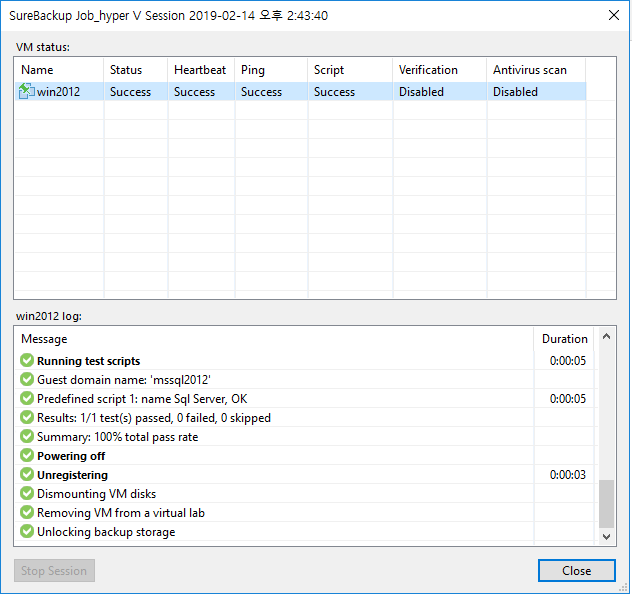 SureBackup Job_hyper V Session 2019-02-14 오후 2:43:40
VM status:
Name Status Heartbeat Ping Script Verification Antivirus scan
win2012 Success Success Success Success Disabled Disabled
win2012 log:
Message Duration
Running test scripts 0:00:05
Guest domain name: 'mssql2012'
Predefined script 1: name Sql Server, OK 0:00:05
Results: 1/1 test(s) passed, 0 failed, 0 skipped
Summary: 100% total pass rate
Powering off
Unregistering 0:00:03
Dismounting VM disks
Removing VM from a virtual lab
Unlocking backup storage
Stop Session Close